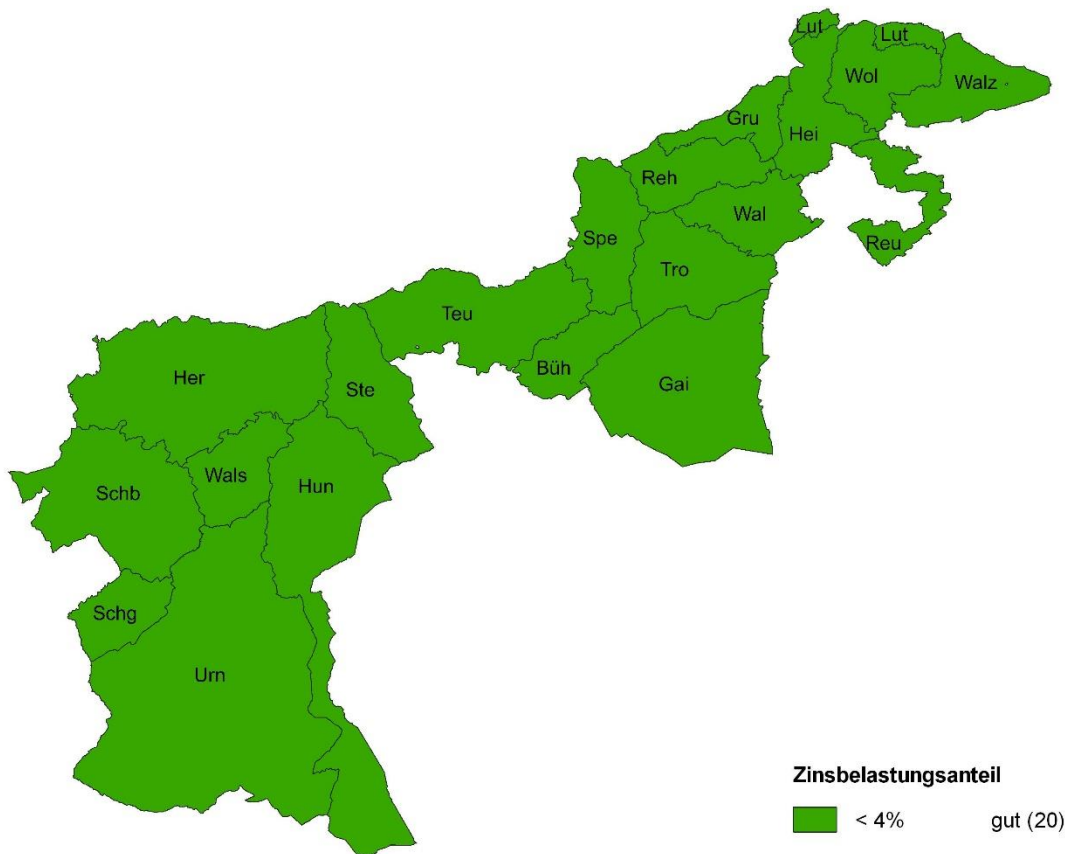 Lut
Lut
Wol
Walz
Gru
Hei
Reh
Wal
Spe
Reu
Tro
Teu
Büh
Gai
Her
Ste
Wals
Hun
Schb
Schg
Urn
Zinsbelastungsanteil
< 4% gut (20)